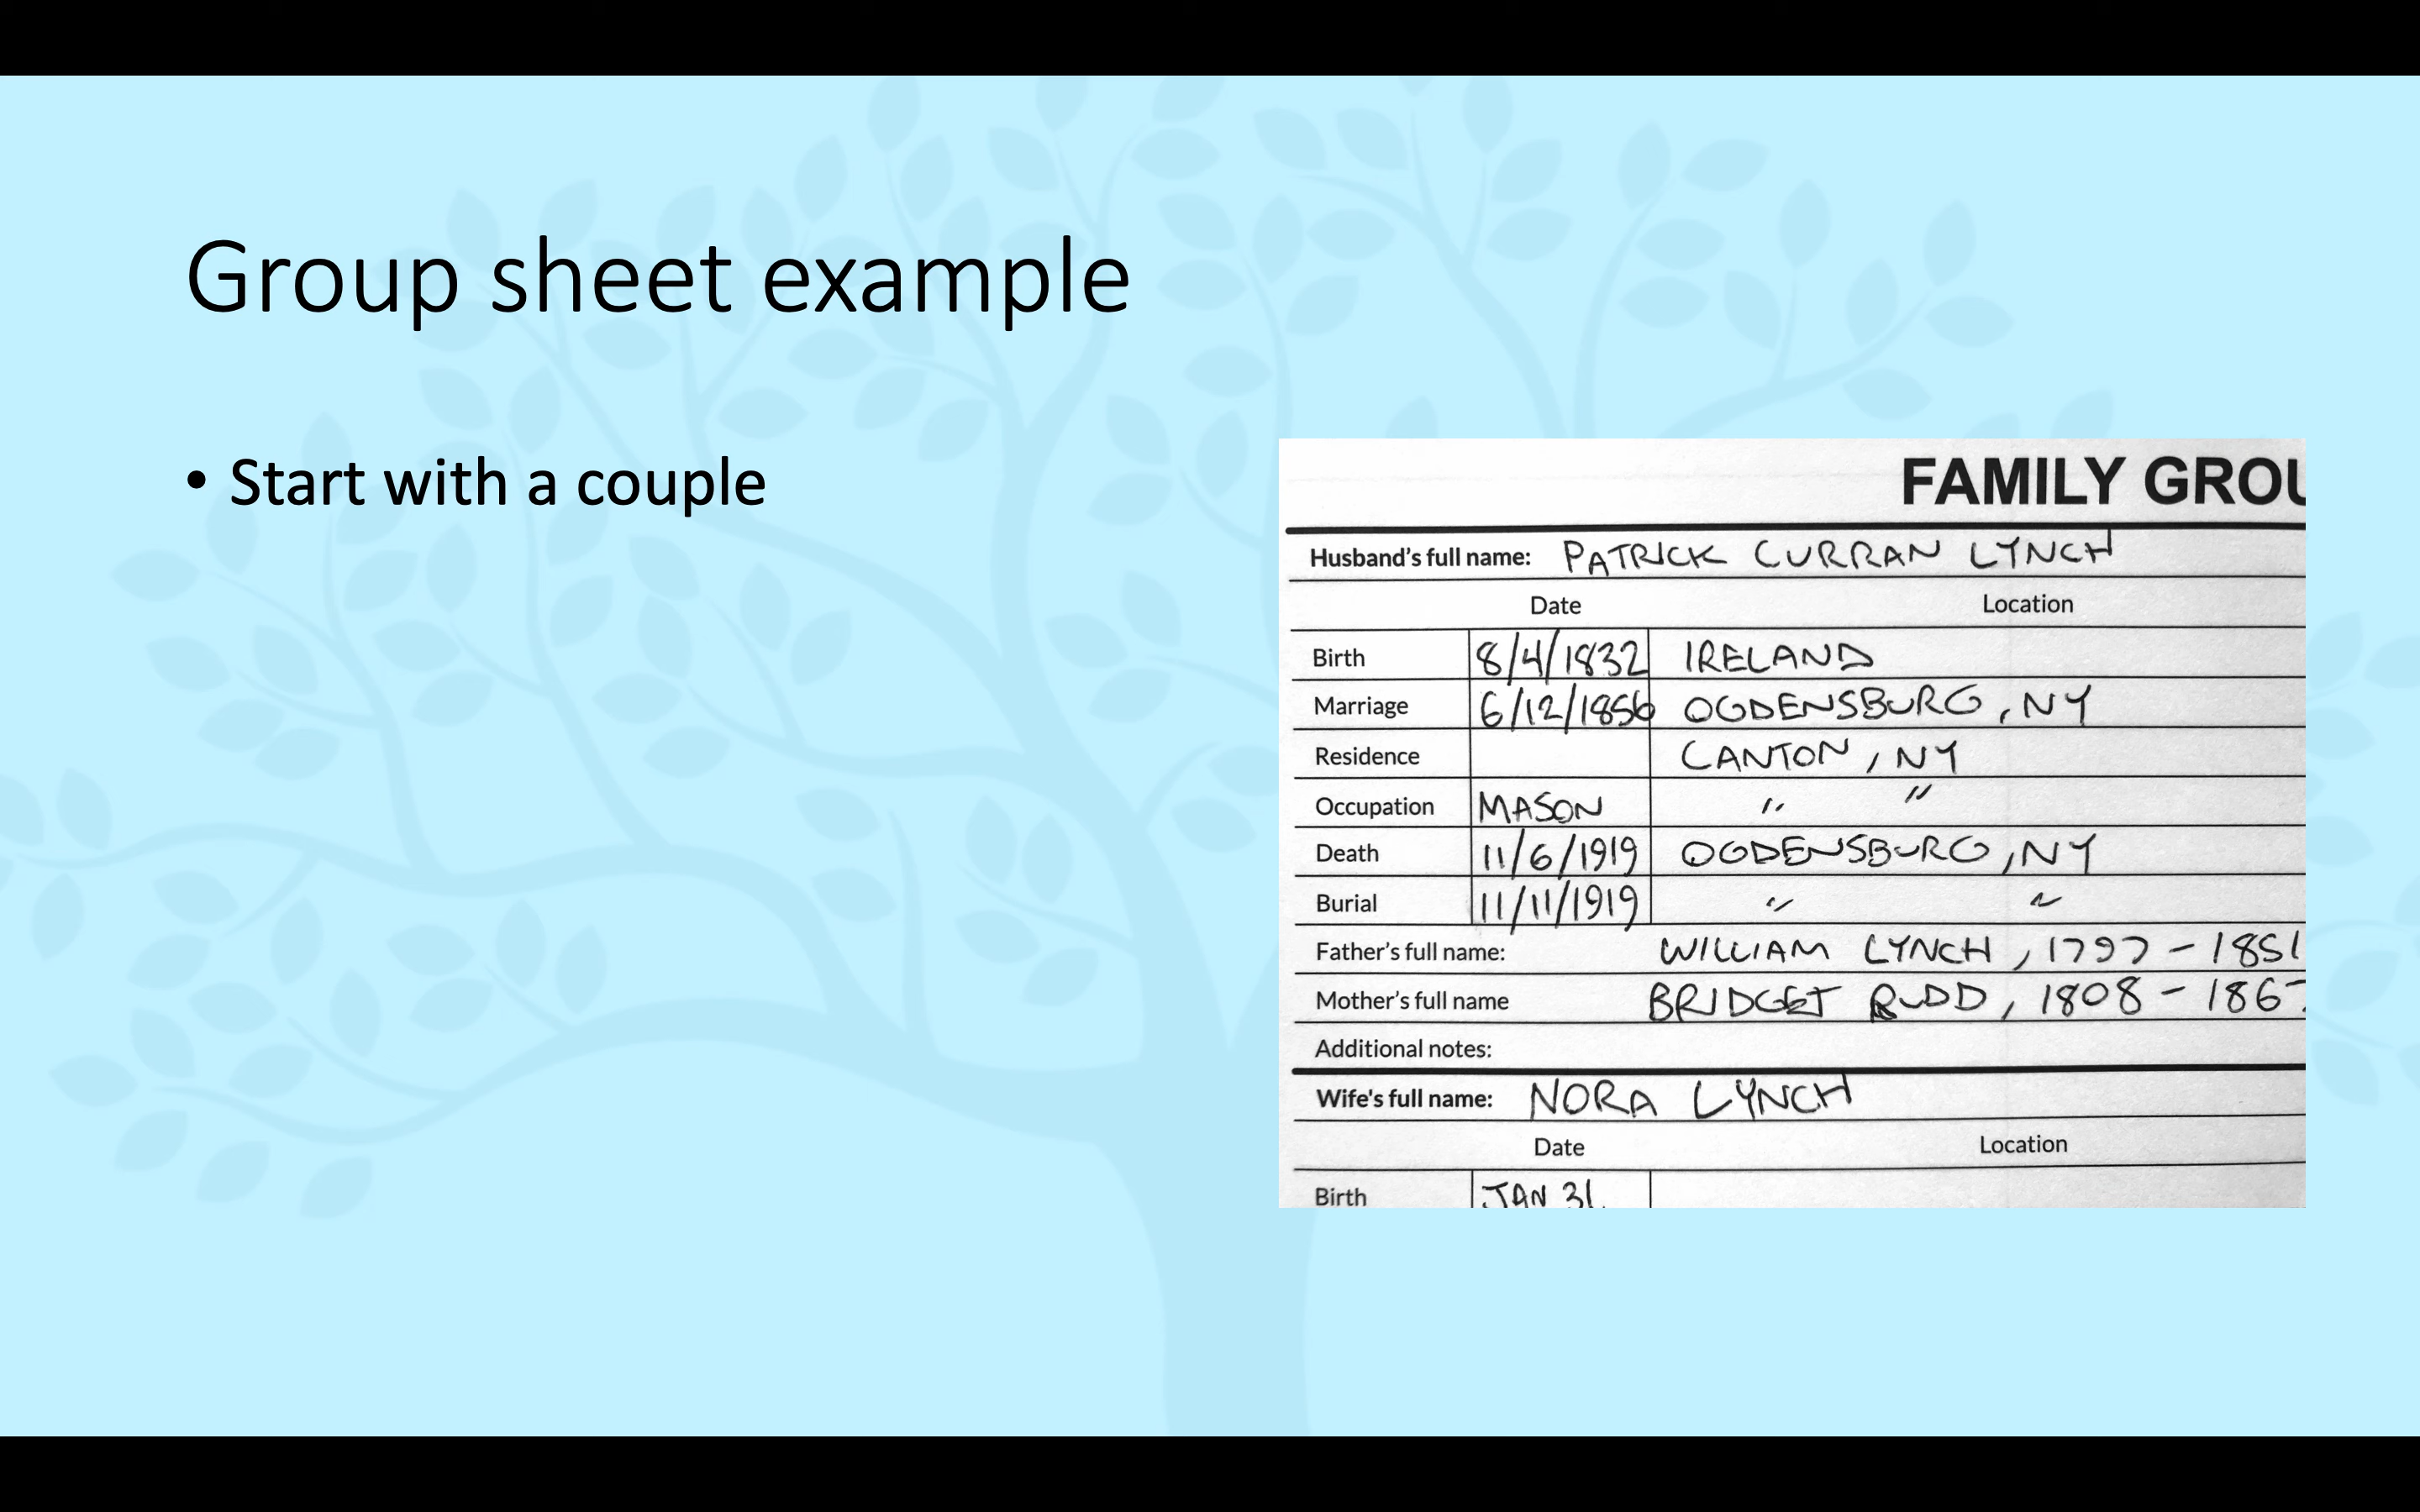 Group sheet example
• Start with a couple
FAMILY GROU
Husband's full name: PATRICK CURRAN LYNCH
Date Location
Birth 8/4/1832 IRELAND
Marriage 6/12/1856 OGDENSBURG, NY
Residence CANTON, NY
Occupation MASON " "
Death 11/6/1919 OGDENSBURG, NY
Burial 11/11/1919 " "
Father's full name: WILLIAM LYNCH, 1797 - 1851
Mother's full name BRIDGET RUDD, 1808 - 186
Additional notes:
Wife's full name: NORA LYNCH
Date Location
Birth JAN 31